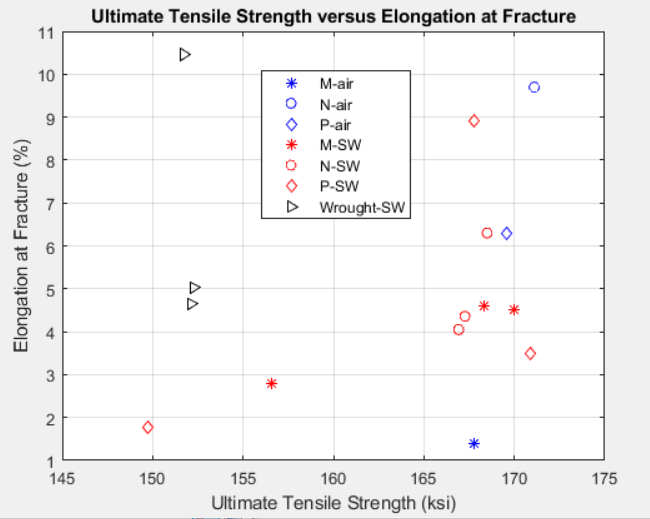 Ultimate Tensile Strength versus Elongation at Fracture
11
10
9
8
7
6
5
4
3
2
1
Elongation at Fracture (%)
M-air
N-air
P-air
M-SW
N-SW
P-SW
Wrought-SW
145 150 155 160 165 170 175
Ultimate Tensile Strength (ksi)